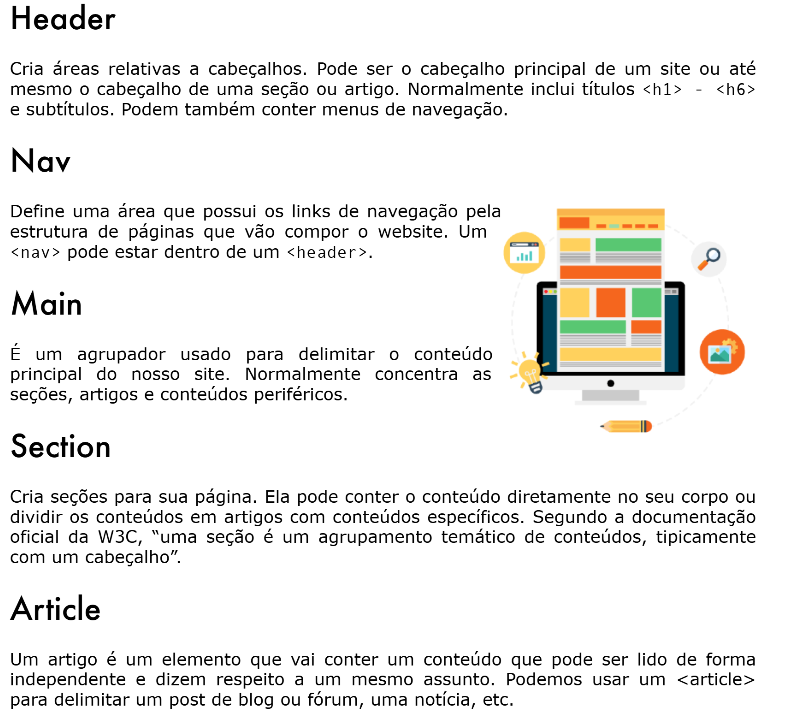 Header
Cria áreas relativas a cabeçalhos. Pode ser o cabeçalho principal de um site ou até
mesmo o cabeçalho de uma seção ou artigo. Normalmente inclui títulos <h1> - <h6>
e subtítulos. Podem também conter menus de navegação.
Nav
Define uma área que possui os links de navegação pela
estrutura de páginas que vão compor o website. Um
<nav> pode estar dentro de um <header>.
Main
É um agrupador usado para delimitar o conteúdo
principal do nosso site. Normalmente concentra as
seções, artigos e conteúdos periféricos.
Section
Cria seções para sua página. Ela pode conter o conteúdo diretamente no seu corpo ou
dividir os conteúdos em artigos com conteúdos específicos. Segundo a documentação
oficial da W3C, “uma seção é um agrupamento temático de conteúdos, tipicamente
com um cabeçalho”.
Article
Um artigo é um elemento que vai conter um conteúdo que pode ser lido de forma
independente e dizem respeito a um mesmo assunto. Podemos usar um <article>
para delimitar um post de blog ou fórum, uma notícia, etc.